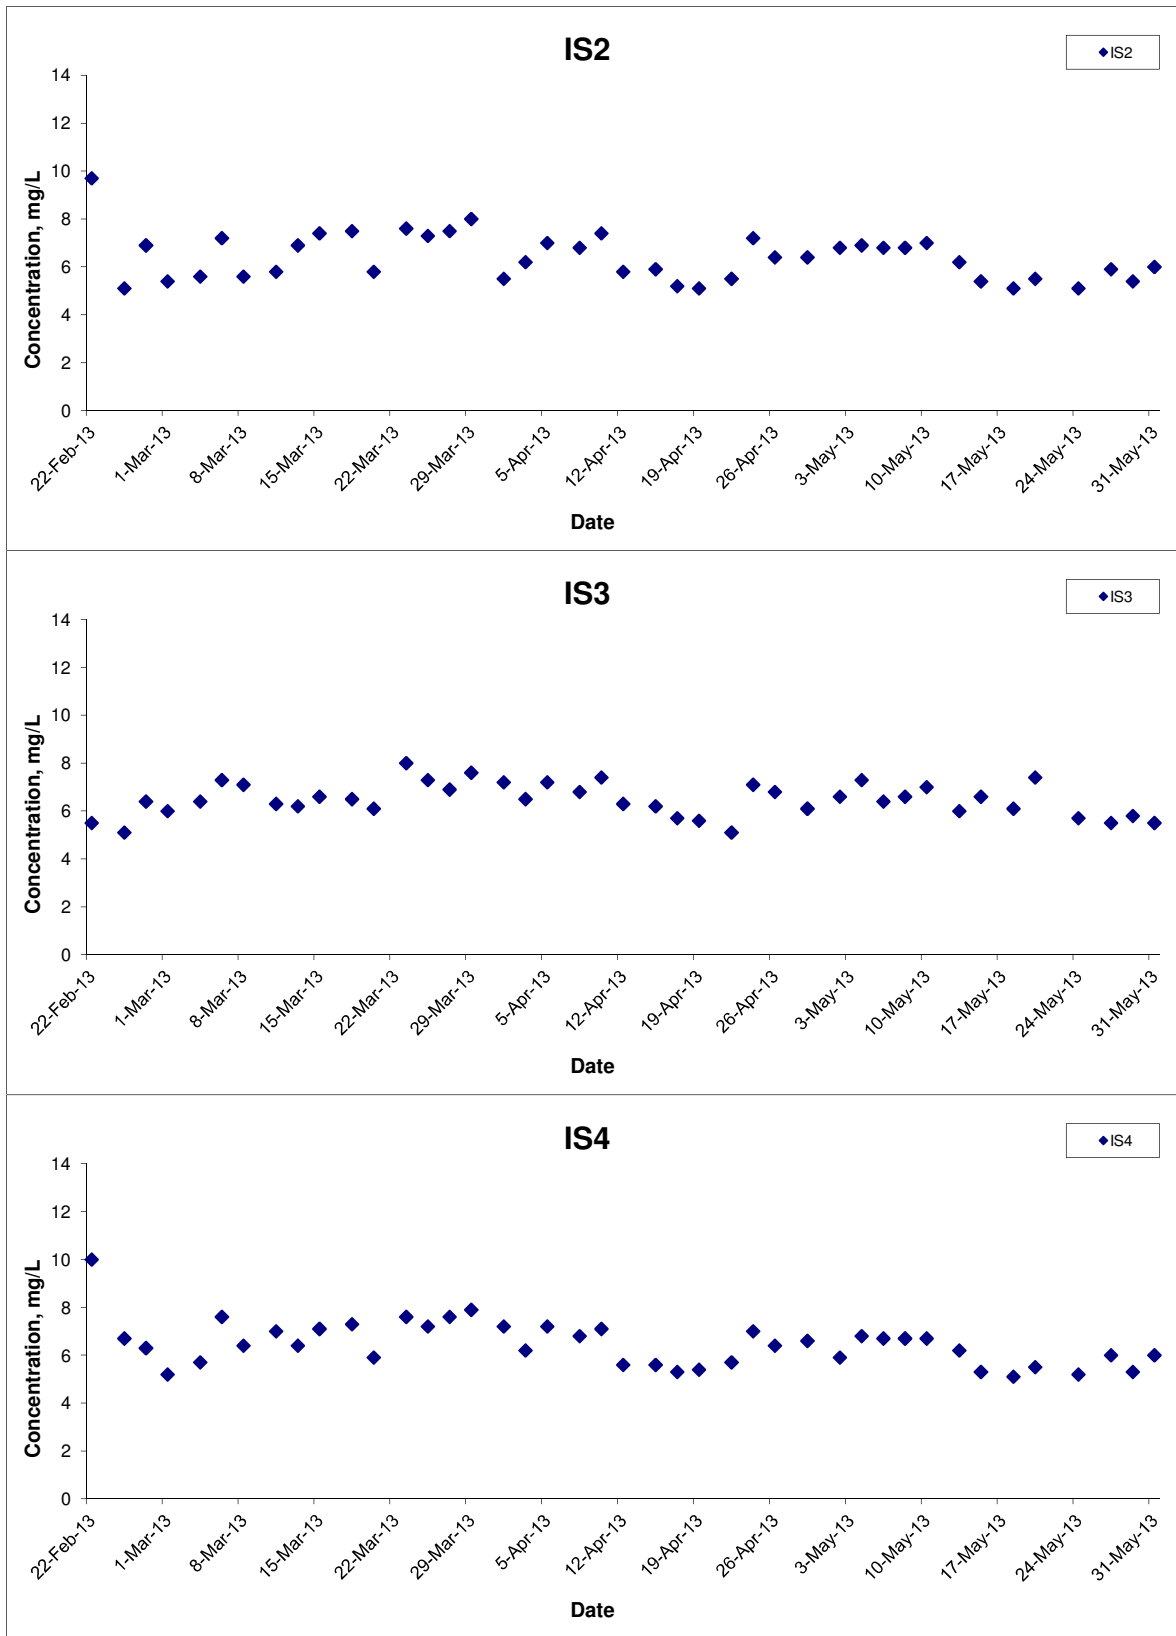 IS2
IS2
14
12
10
8
6
4
2
0
Concentration, mg/L
22-Feb-13
1-Mar-13
8-Mar-13
15-Mar-13
22-Mar-13
29-Mar-13
5-Apr-13
12-Apr-13
19-Apr-13
26-Apr-13
3-May-13
10-May-13
17-May-13
24-May-13
31-May-13
Date
IS3
IS3
14
12
10
8
6
4
2
0
Concentration, mg/L
22-Feb-13
1-Mar-13
8-Mar-13
15-Mar-13
22-Mar-13
29-Mar-13
5-Apr-13
12-Apr-13
19-Apr-13
26-Apr-13
3-May-13
10-May-13
17-May-13
24-May-13
31-May-13
Date
IS4
IS4
14
12
10
8
6
4
2
0
Concentration, mg/L
22-Feb-13
1-Mar-13
8-Mar-13
15-Mar-13
22-Mar-13
29-Mar-13
5-Apr-13
12-Apr-13
19-Apr-13
26-Apr-13
3-May-13
10-May-13
17-May-13
24-May-13
31-May-13
Date